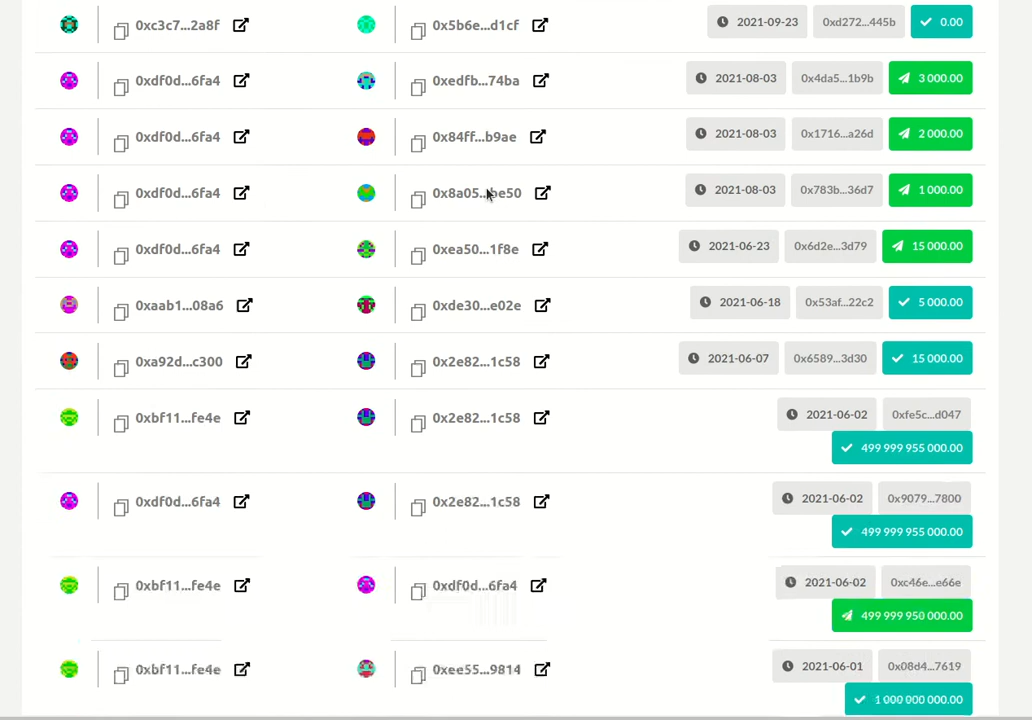 0xc3c7...2a8f 0x5b6e...d1cf 2021-09-23 0xd272...445b 0.00
0xdf0d...6fa4 0xedfb...74ba 2021-08-03 0x4da5...1b9b 3 000.00
0xdf0d...6fa4 0x84ff...b9ae 2021-08-03 0x1716...a26d 2 000.00
0xdf0d...6fa4 2021-08-03 0x783b...36d7 1 000.00
0xdf0d...6fa4 0xea50...1f8e 2021-06-23 0x6d2e...3d79 15 000.00
0xaab1...08a6 0xde30...e02e 2021-06-18 0x53af...22c2 5 000.00
0xa92d...c300 0x2e82...1c58 2021-06-07 0x6589...3d30 15 000.00
0xbf11...fe4e 0x2e82...1c58 2021-06-02 0xfe5c...d047
499 999 955 000.00
0xdf0d...6fa4 0x2e82...1c58 2021-06-02 0x9079...7800
499 999 955 000.00
0xbf11...fe4e 0xdf0d...6fa4 2021-06-02 0xc46e...e66e
499 999 950 000.00
0xbf11...fe4e 0xee55...9814 2021-06-01 0x08d4...7619
1 000 000 000 000.00